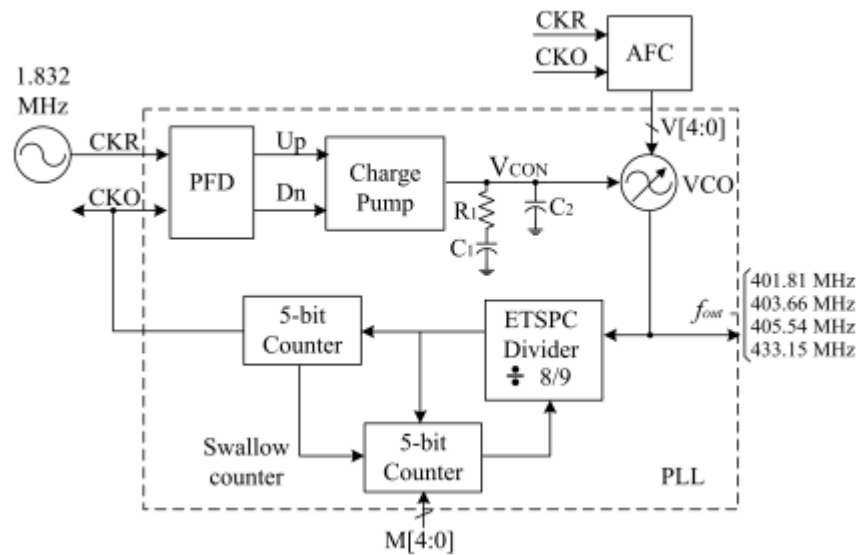 CKR
CKO
AFC
1.832
MHz
V[4:0]
CKR
Up
PFD
Charge
Pump
VCON
VCO
CKO
Dn
R1
C2
C1
401.81 MHz
403.66 MHz
405.54 MHz
433.15 MHz
fout
5-bit
Counter
ETSPC
Divider
÷ 8/9
Swallow
counter
5-bit
Counter
PLL
M[4:0]